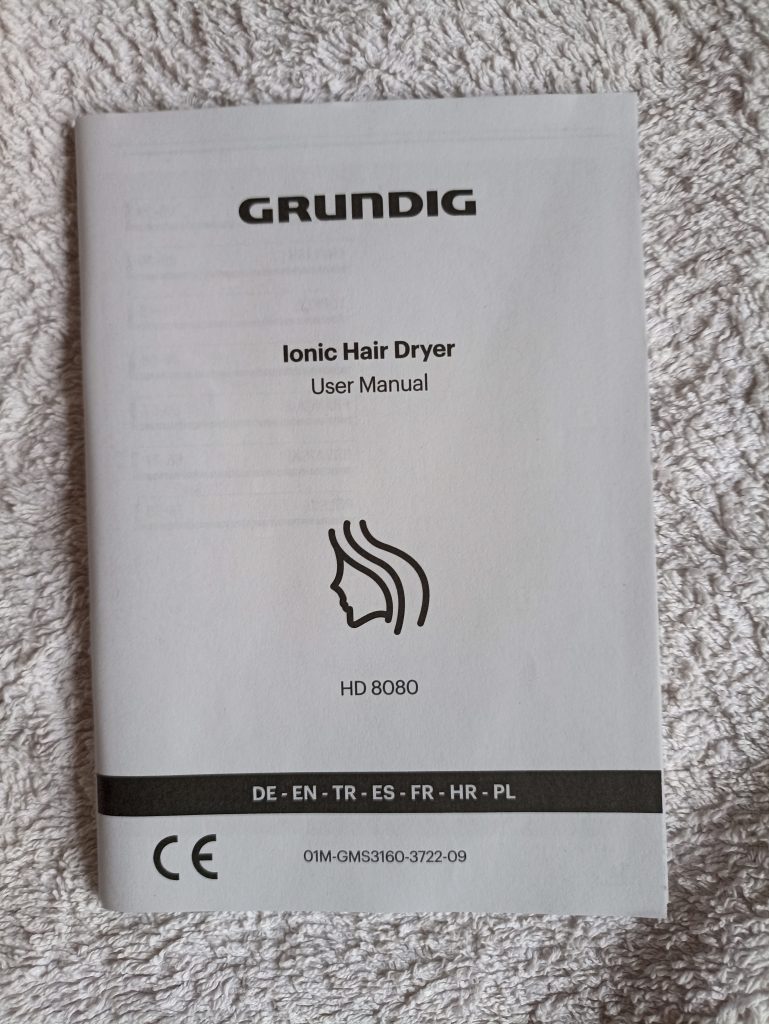 GRUNDIG
Ionic Hair Dryer
User Manual
HD 8080
DE - EN - TR - ES - FR - HR - PL
CE
01M-GMS3160-3722-09